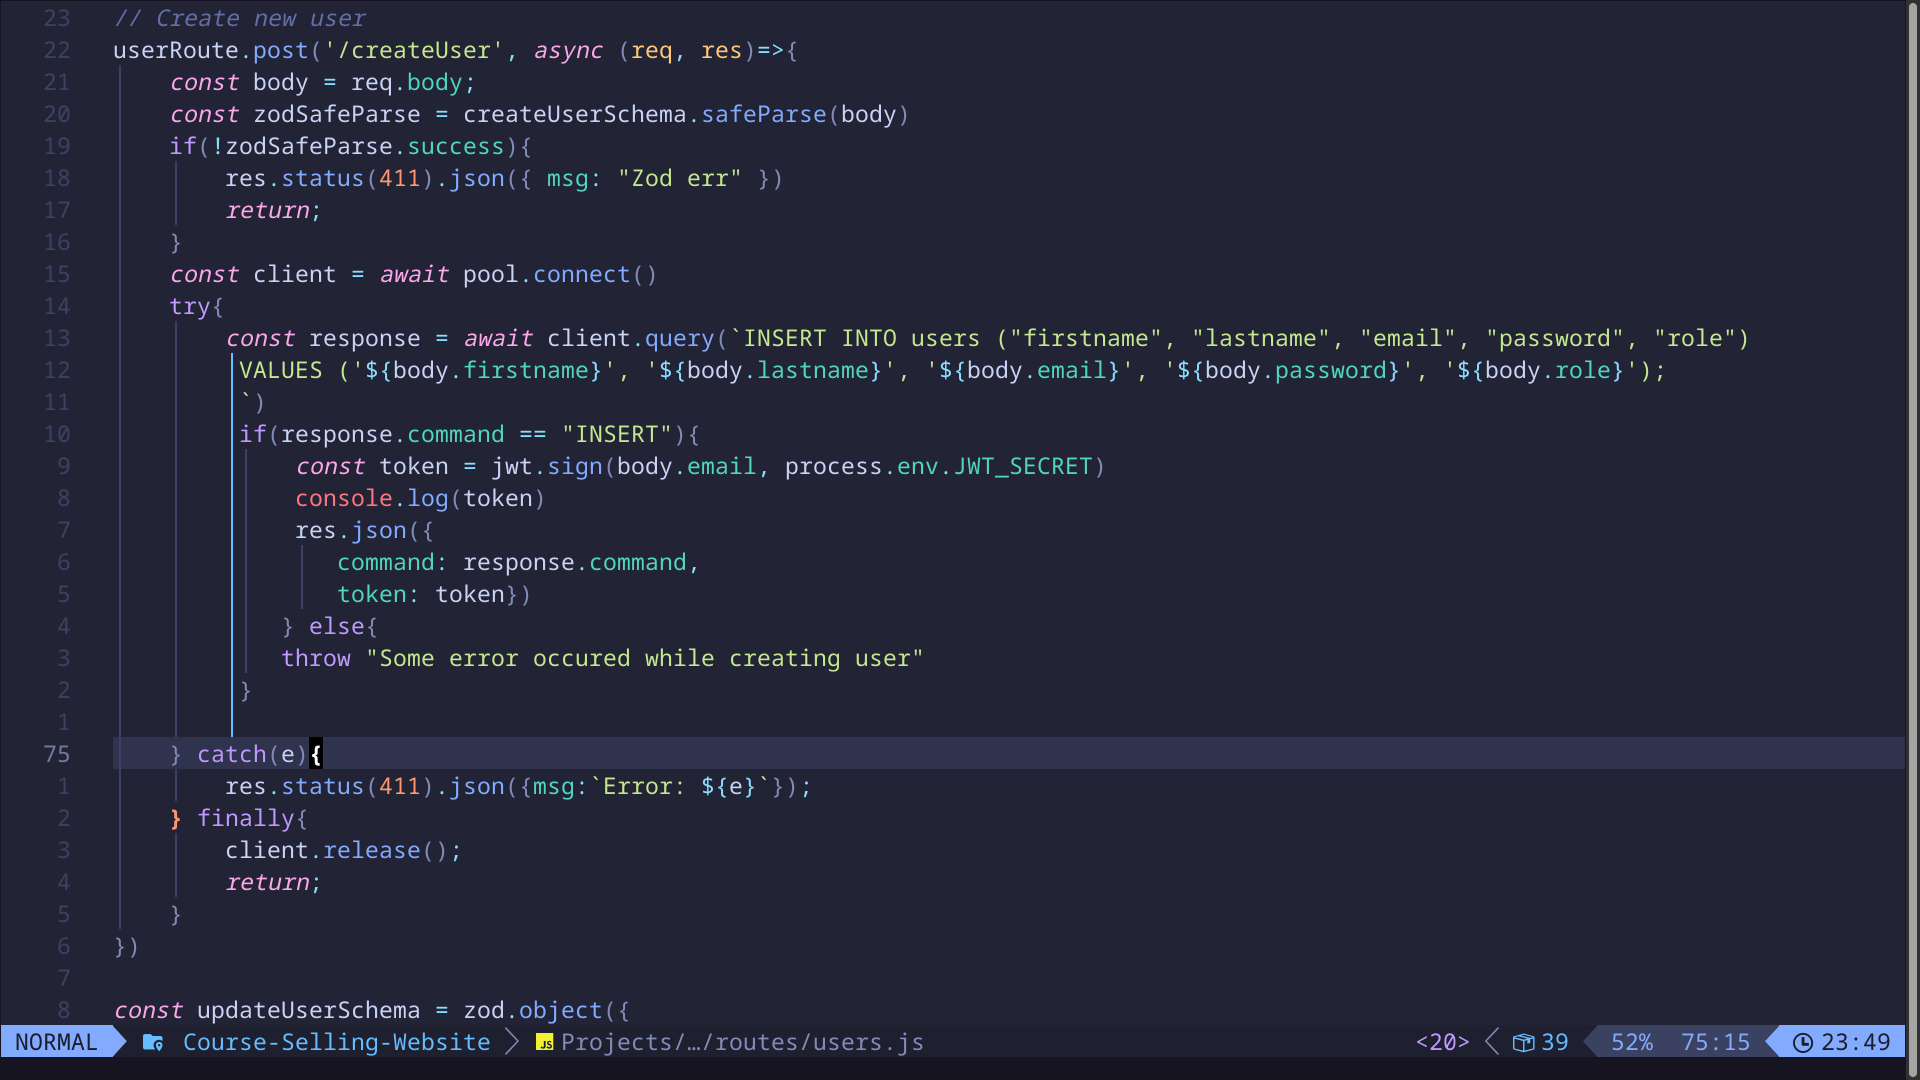 23 // Create new user
22 userRoute.post('/createUser', async (req, res)=>{
21 const body = req.body;
20 const zodSafeParse = createUserSchema.safeParse(body)
19 if(!zodSafeParse.success){
18 res.status(411).json({ msg: "Zod err" })
17 return;
16 }
15 const client = await pool.connect()
14 try{
13 const response = await client.query(`INSERT INTO users ("firstname", "lastname", "email", "password", "role")
12 VALUES ('${body.firstname}', '${body.lastname}', '${body.email}', '${body.password}', '${body.role}');
11 `)
10 if(response.command == "INSERT"){
9 const token = jwt.sign(body.email, process.env.JWT_SECRET)
8 console.log(token)
7 res.json({
6 command: response.command,
5 token: token})
4 } else{
3 throw "Some error occured while creating user"
2 }
1
75 } catch(e){
1 res.status(411).json({msg:`Error: ${e}`});
2 } finally{
3 client.release();
4 return;
5 }
6 })
7
8 const updateUserSchema = zod.object({
NORMAL Course-Selling-Website JS Projects/…/routes/users.js <20> 39 52% 75:15 23:49